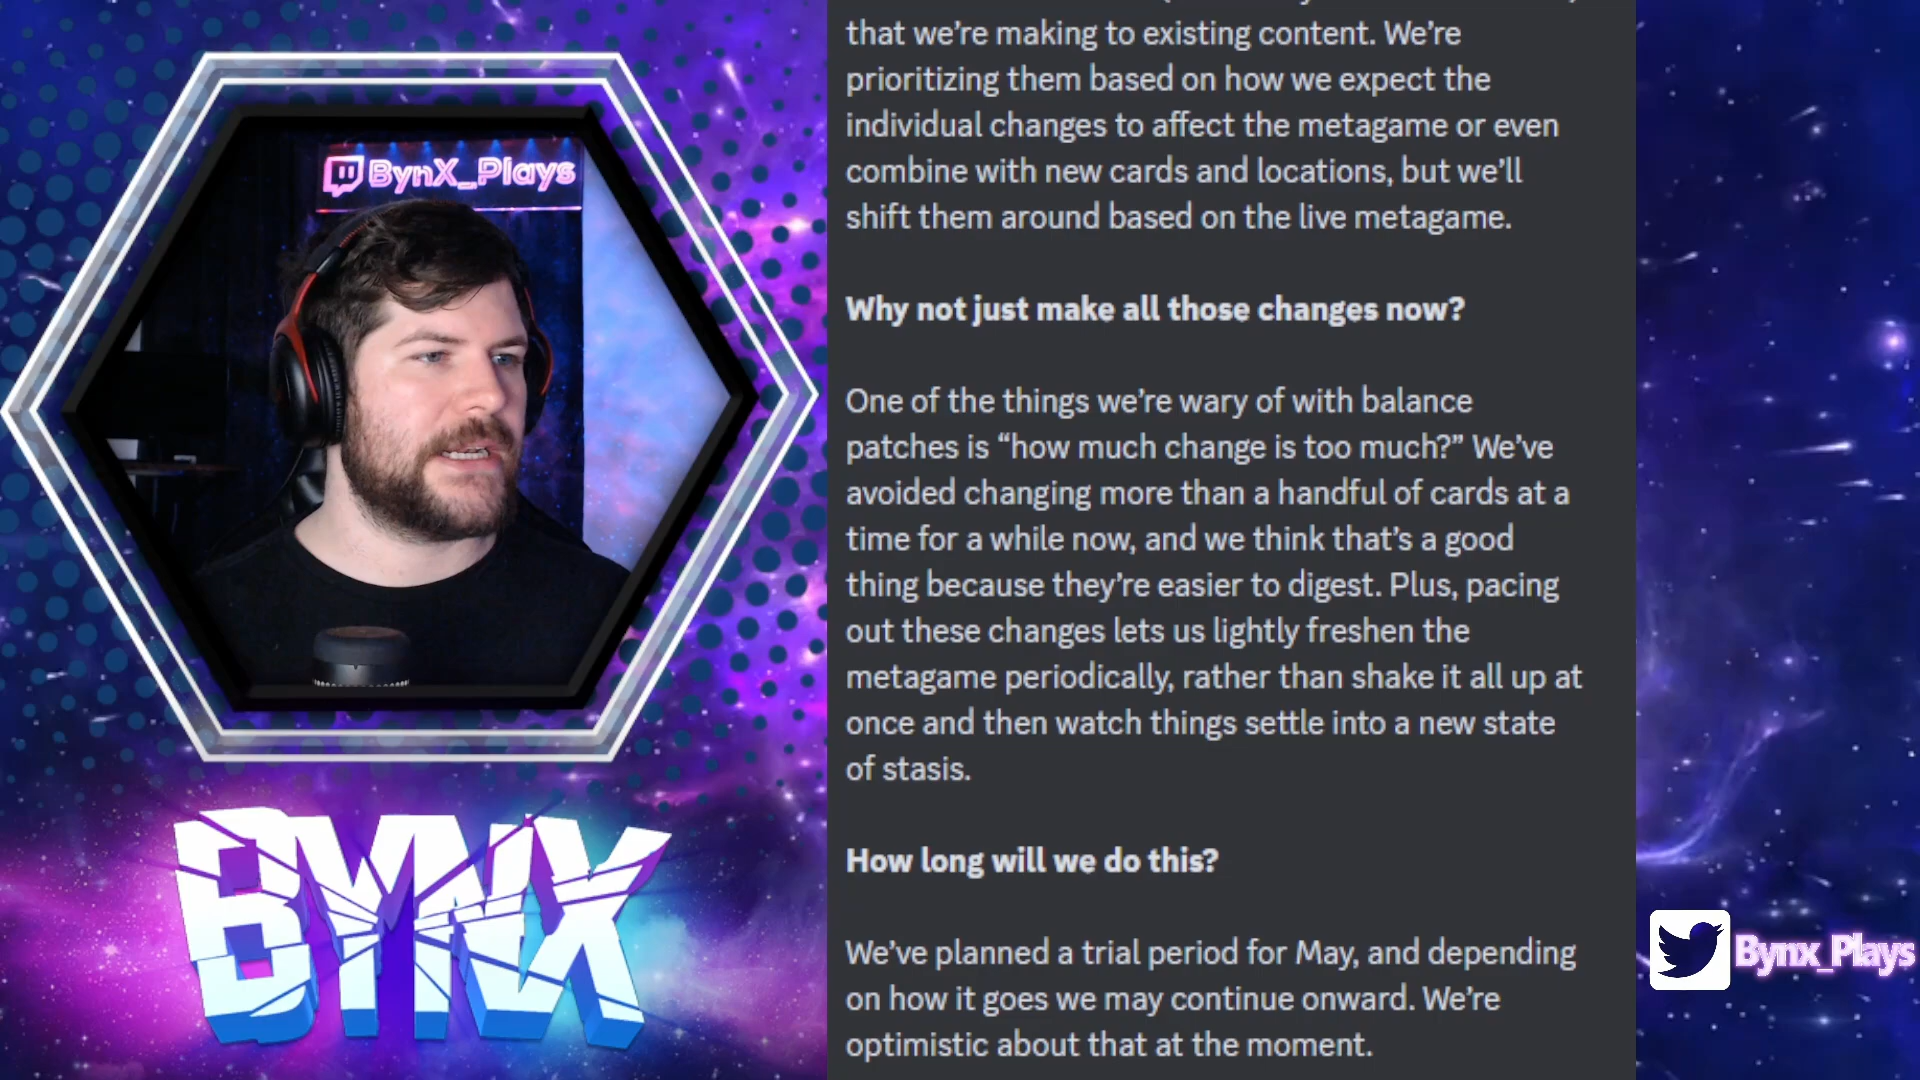 BynX_Plays
BYNX
that we’re making to existing content. We’re
prioritizing them based on how we expect the
individual changes to affect the metagame or even
combine with new cards and locations, but we’ll
shift them around based on the live metagame.
Why not just make all those changes now?
One of the things we’re wary of with balance
patches is “how much change is too much?” We’ve
avoided changing more than a handful of cards at a
time for a while now, and we think that’s a good
thing because they’re easier to digest. Plus, pacing
out these changes lets us lightly freshen the
metagame periodically, rather than shake it all up at
once and then watch things settle into a new state
of stasis.
How long will we do this?
We’ve planned a trial period for May, and depending
on how it goes we may continue onward. We’re
optimistic about that at the moment.
Bynx_Plays